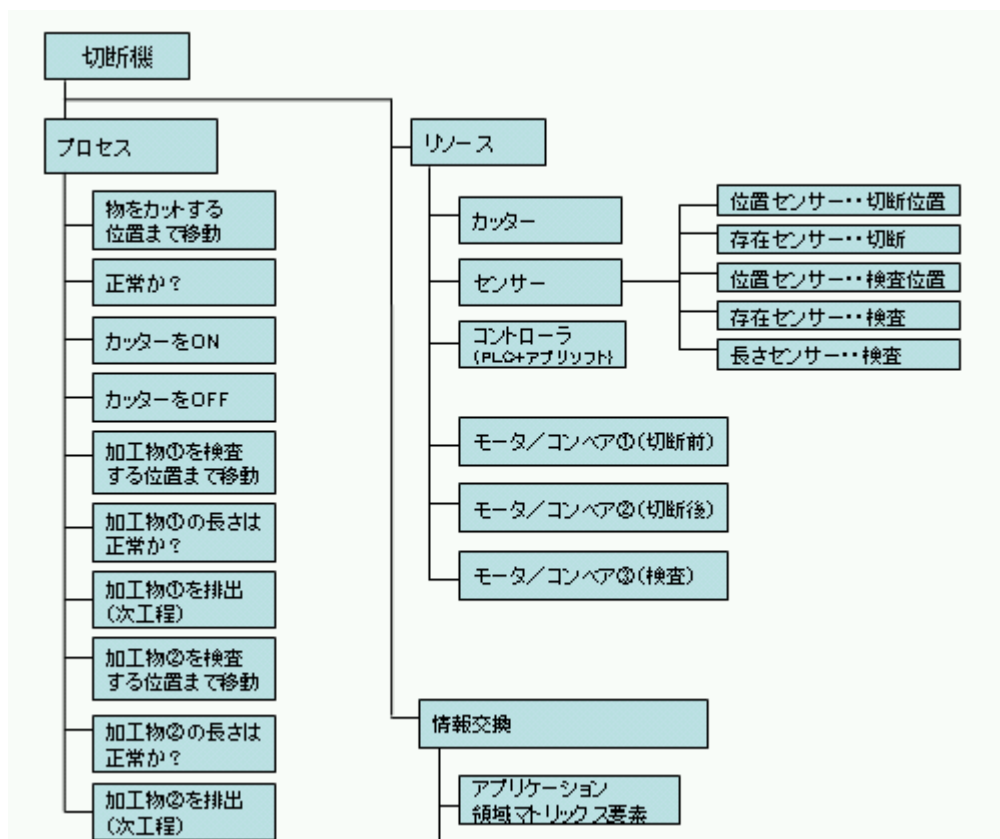 切断機
プロセス
物をカットする
位置まで移動
正常か？
カッターをON
カッターをOFF
加工物①を検査
する位置まで移動
加工物①の長さは
正常か？
加工物①を排出
(次工程)
加工物②を検査
する位置まで移動
加工物②の長さは
正常か？
加工物②を排出
(次工程)
リソース
カッター
センサー
位置センサー・・切断位置
存在センサー・・切断
位置センサー・・検査位置
存在センサー・・検査
長さセンサー・・検査
コントローラ
(PLC+アプリソフト)
モータ／コンベア①(切断前)
モータ／コンベア②(切断後)
モータ／コンベア③(検査)
情報交換
アプリケーション
領域マトリックス要素